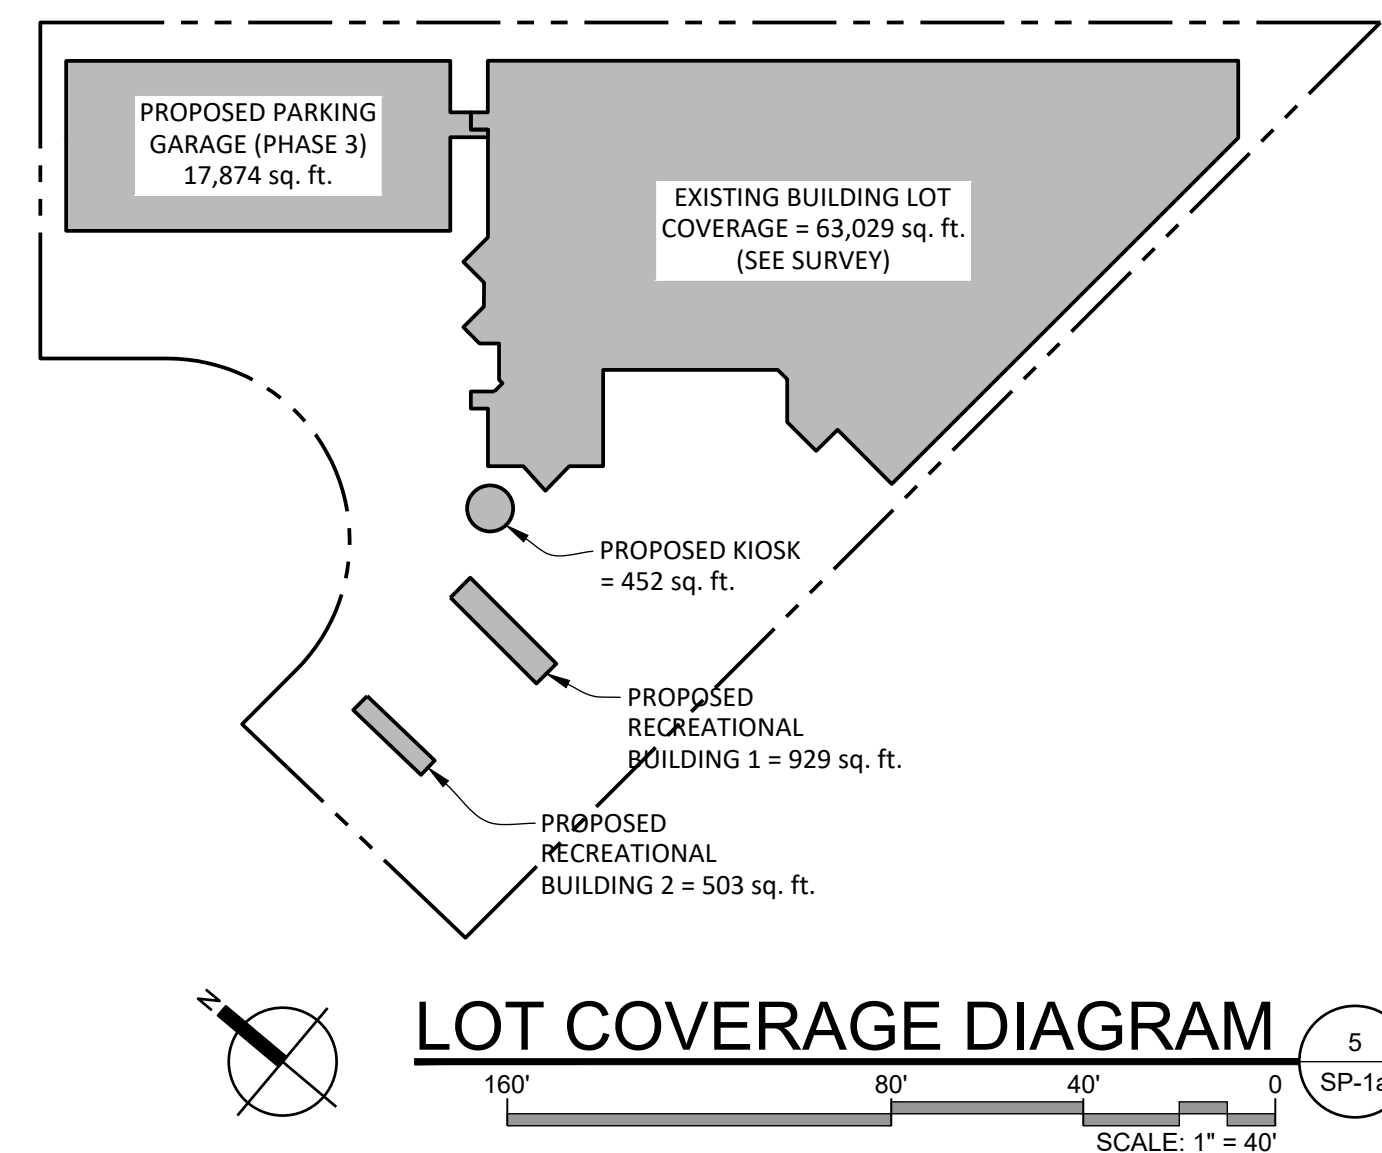 PROPOSED PARKING
GARAGE (PHASE 3)
17,874 sq. ft.
EXISTING BUILDING LOT
COVERAGE = 63,029 sq. ft.
(SEE SURVEY)
PROPOSED KIOSK
= 452 sq. ft.
PROPOSED
RECREATIONAL
BUILDING 1 = 929 sq. ft.
PROPOSED
RECREATIONAL
BUILDING 2 = 503 sq. ft.
N
LOT COVERAGE DIAGRAM
5
SP-1a
160' 80' 40' 0
SCALE: 1" = 40'